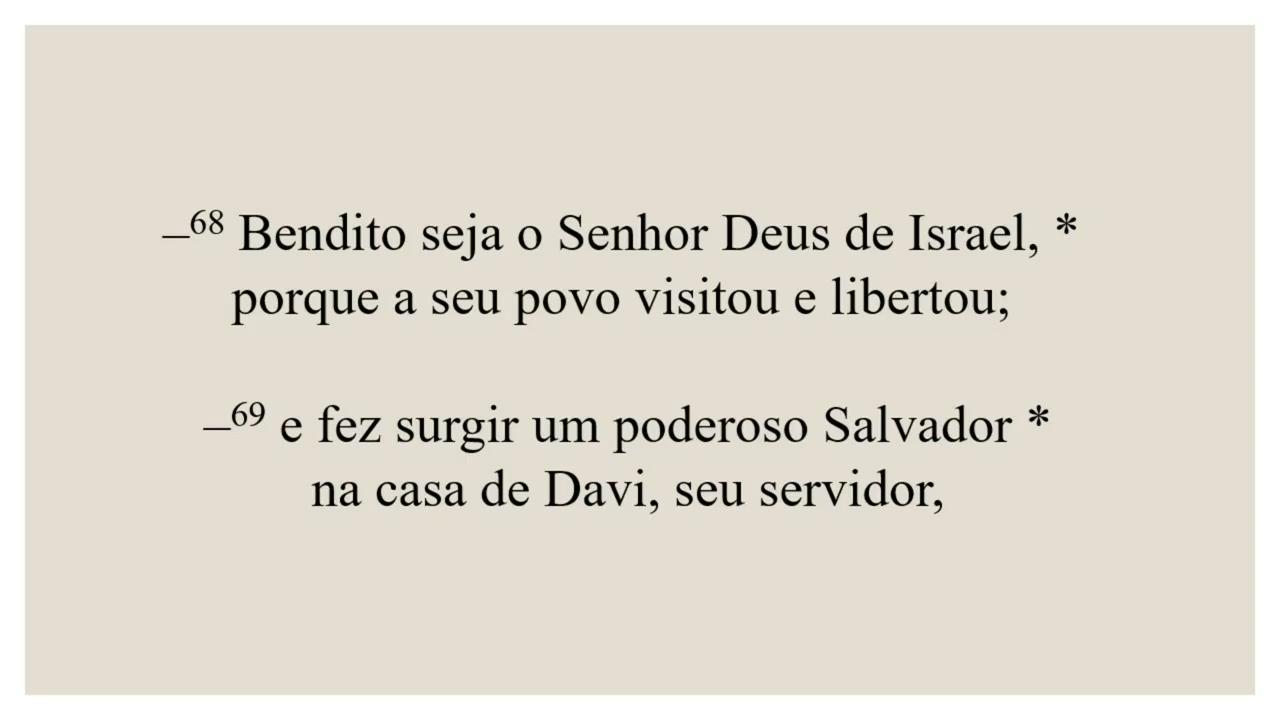 –⁶⁸ Bendito seja o Senhor Deus de Israel, *
porque a seu povo visitou e libertou;
–⁶⁹ e fez surgir um poderoso Salvador *
na casa de Davi, seu servidor,